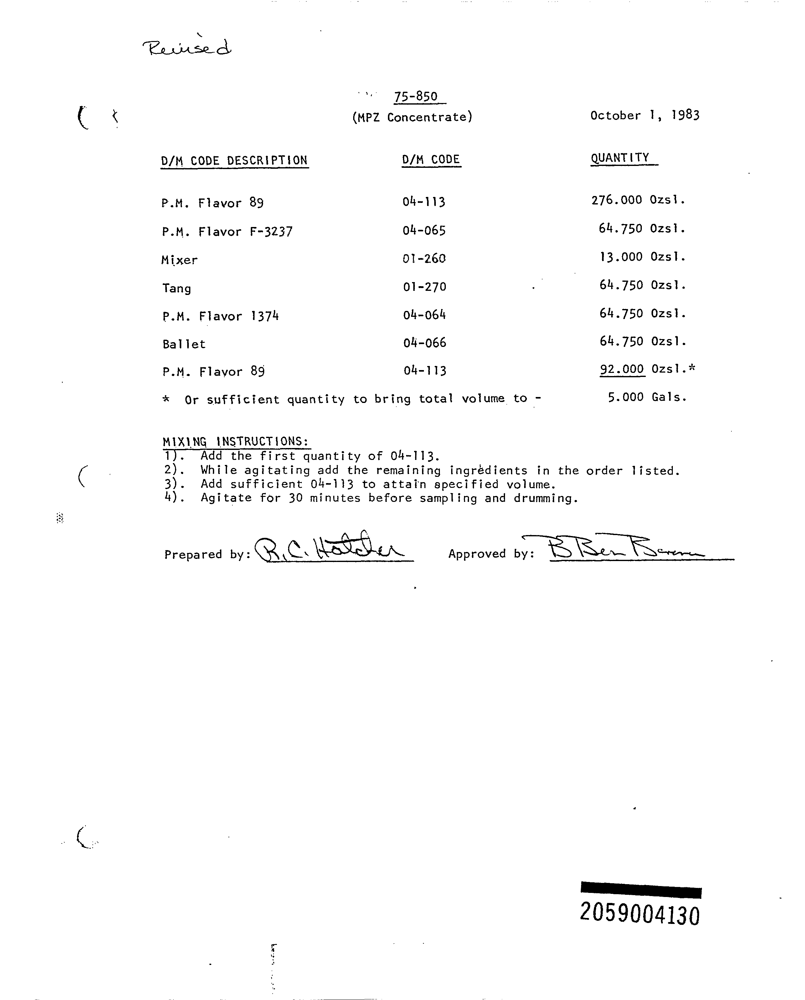 Revised
75-850
(MPZ Concentrate) October 1, 1983
D/M CODE DESCRIPTION D/M CODE QUANTITY
P.M. Flavor 89 04-113 276.000 Ozsl.
P.M. Flavor F-3237 04-065 64.750 Ozsl.
Mixer 01-260 13.000 Ozsl.
Tang 01-270 64.750 Ozsl.
P.M. Flavor 1374 04-064 64.750 Ozsl.
Ballet 04-066 64.750 Ozsl.
P.M. Flavor 89 04-113 92.000 Ozsl.*
* Or sufficient quantity to bring total volume to - 5.000 Gals.
MIXING INSTRUCTIONS:
1). Add the first quantity of 04-113.
2). While agitating add the remaining ingredients in the order listed.
3). Add sufficient 04-113 to attain specified volume.
4). Agitate for 30 minutes before sampling and drumming.
Prepared by: R.C. Hatcher Approved by: B Ben
2059004130